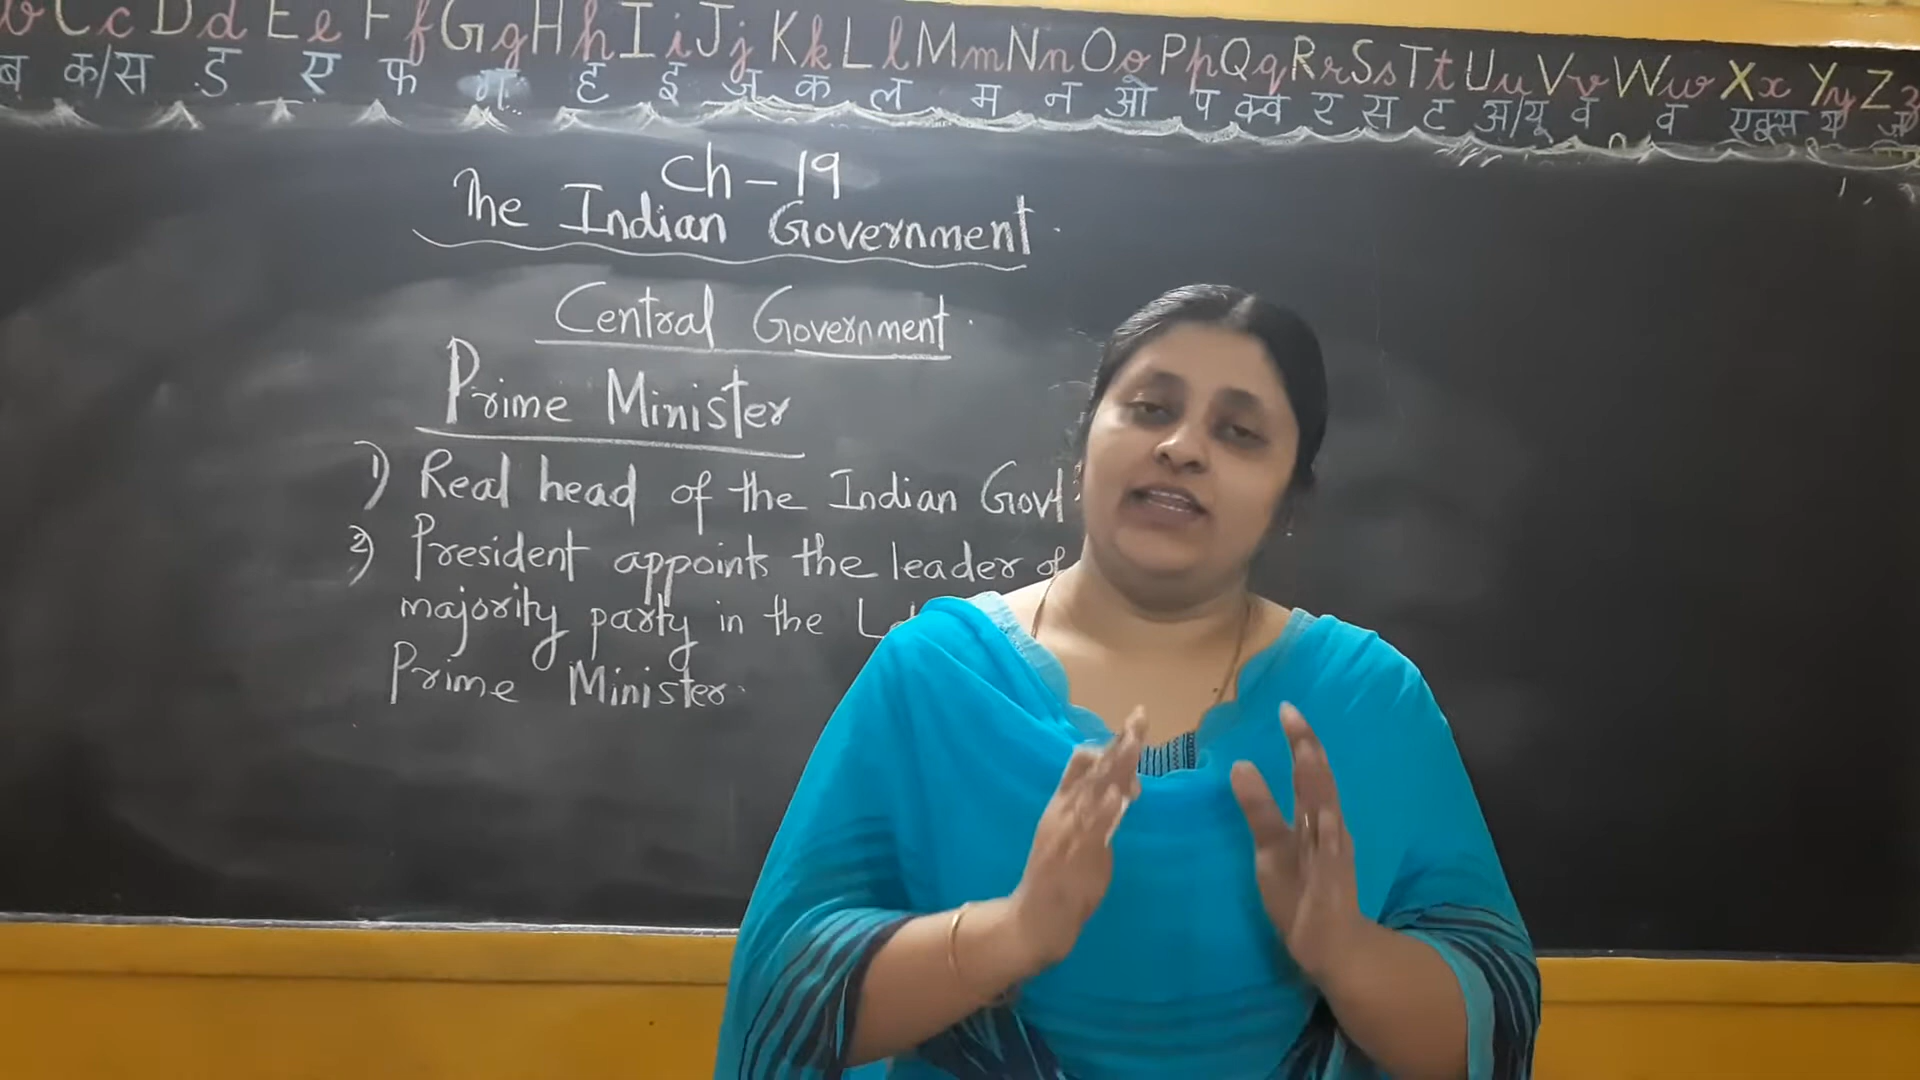 b C c D d E e F f G g H h I i J j K k L l M m N n O o P p Q q R r S s T t U u V v W w X x Y y Z z
ब क/स ड ए फ ग ह इ ज क ल म न ओ प क्व र स ट अ/यू व व एक्स य ज़
Ch - 19
The Indian Government
Central Government
Prime Minister
1) Real head of the Indian Govt
2) President appoints the leader of
majority party in the
Prime Minister.